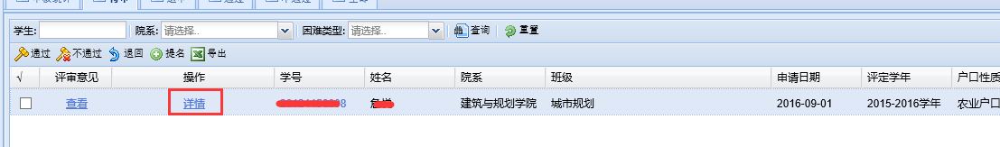 学生: 院系: 请选择.. 困难类型: 请选择.. 查询 重置
通过 不通过 退回 提名 导出
√ 评审意见 操作 学号 姓名 院系 班级 申请日期 评定学年 户口性质
查看 详情 8 建筑与规划学院 城市规划 2016-09-01 2015-2016学年 农业户口